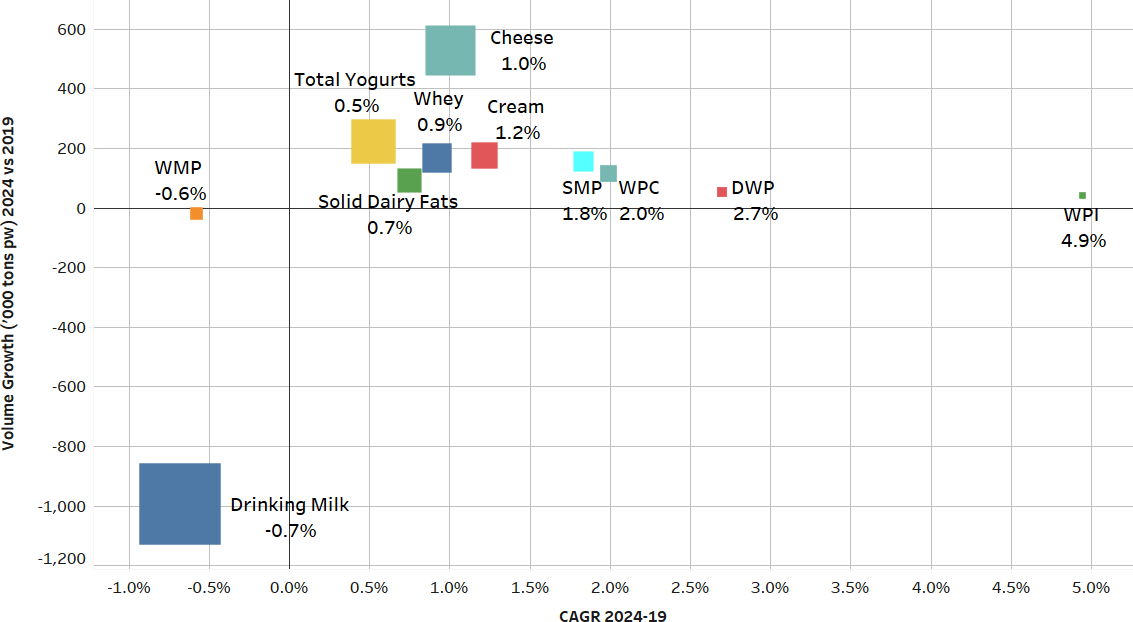 600
400
200
0
-200
-400
-600
-800
-1,000
-1,200
Volume Growth ('000 tons pw) 2024 vs 2019
Cheese
1.0%
Total Yogurts
0.5%
Whey
0.9%
Cream
1.2%
WMP
-0.6%
Solid Dairy Fats
0.7%
SMP
1.8%
WPC
2.0%
DWP
2.7%
WPI
4.9%
Drinking Milk
-0.7%
-1.0%
-0.5%
0.0%
0.5%
1.0%
1.5%
2.0%
2.5%
3.0%
3.5%
4.0%
4.5%
5.0%
CAGR 2024-19